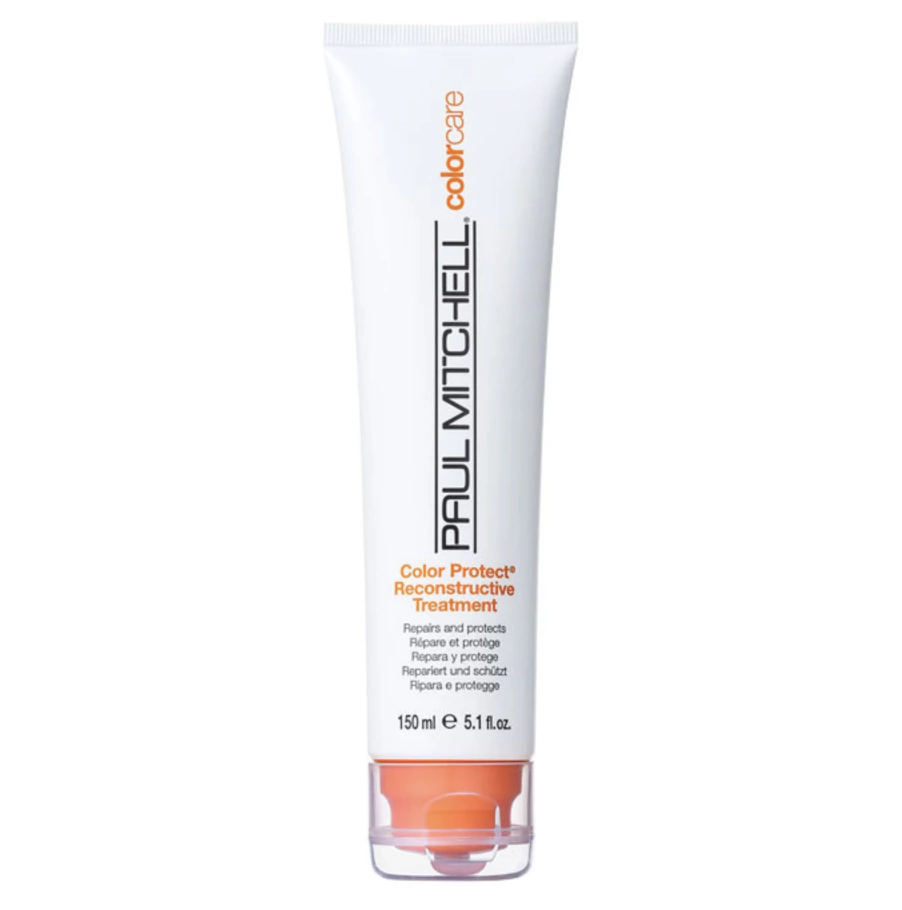 PAUL MITCHELL® colorcare
Color Protect®
Reconstructive
Treatment
Repairs and protects
Répare et protège
Repara y protege
Repariert und schützt
Ripara e protegge
150 ml ℮ 5.1 fl.oz.